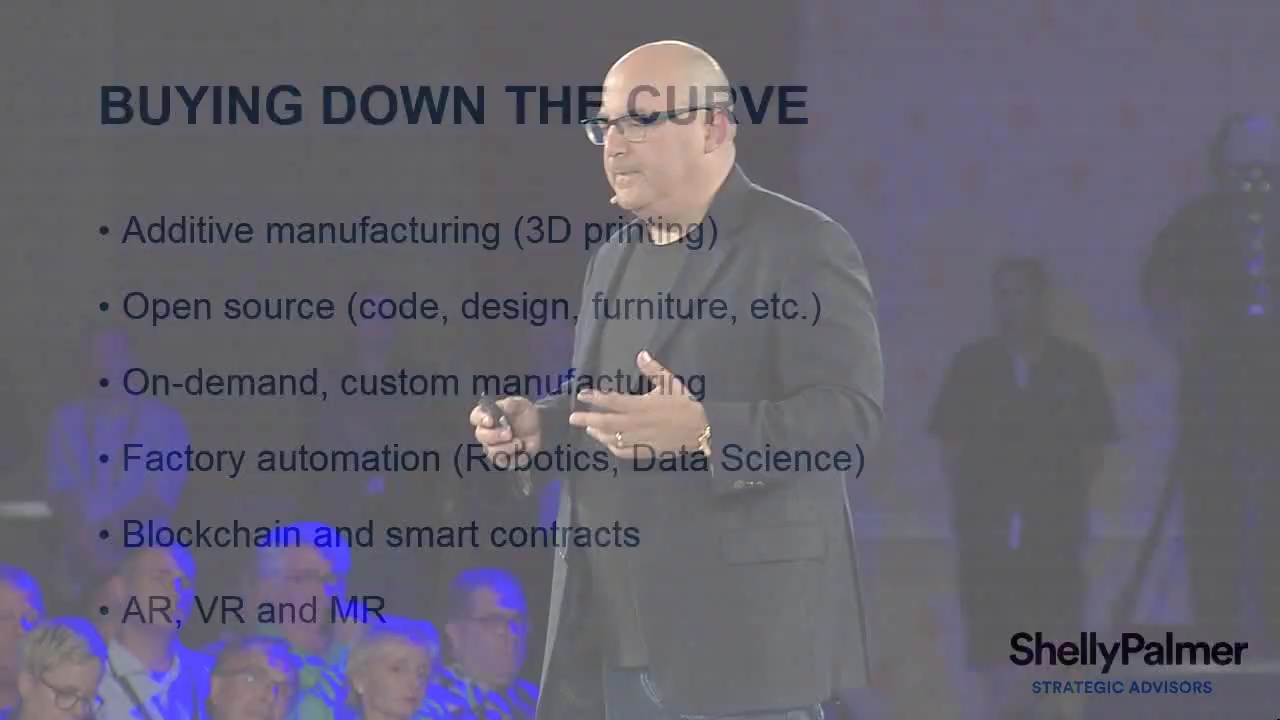 BUYING DOWN THE CURVE
• Additive manufacturing (3D printing)
• Open source (code, design, furniture, etc.)
• On-demand, custom manufacturing
• Factory automation (Robotics, Data Science)
• Blockchain and smart contracts
• AR, VR and MR
ShellyPalmer
STRATEGIC ADVISORS